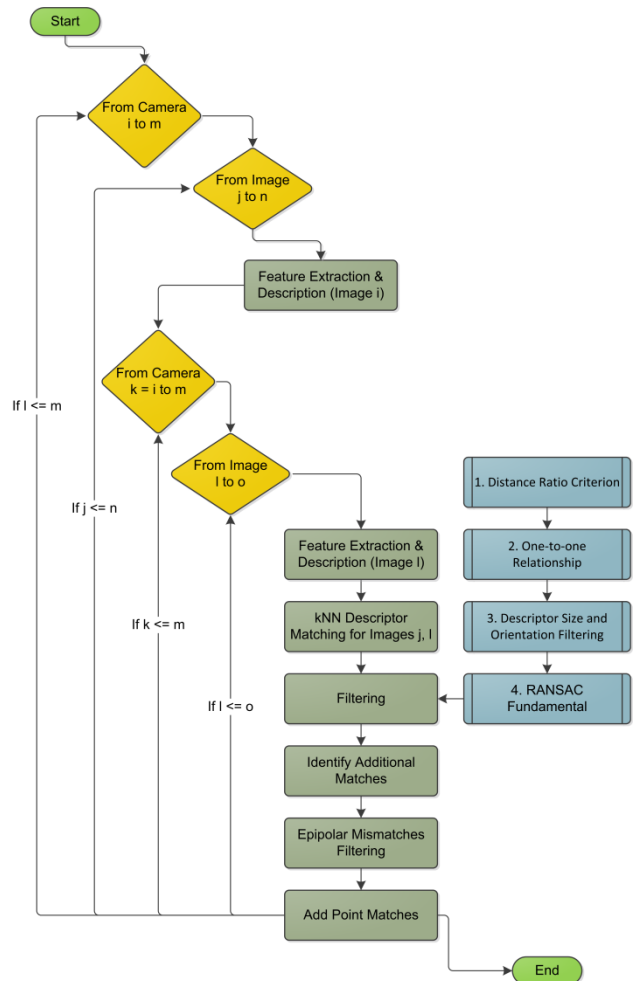 Start
From Camera
i to m
From Image
j to n
Feature Extraction &
Description (Image i)
From Camera
k = i to m
If l <= m
From Image
l to o
1. Distance Ratio Criterion
If j <= n
Feature Extraction &
Description (Image l)
2. One-to-one
Relationship
kNN Descriptor
Matching for Images j, l
3. Descriptor Size and
Orientation Filtering
If k <= m
Filtering
4. RANSAC
Fundamental
If l <= o
Identify Additional
Matches
Epipolar Mismatches
Filtering
Add Point Matches
End